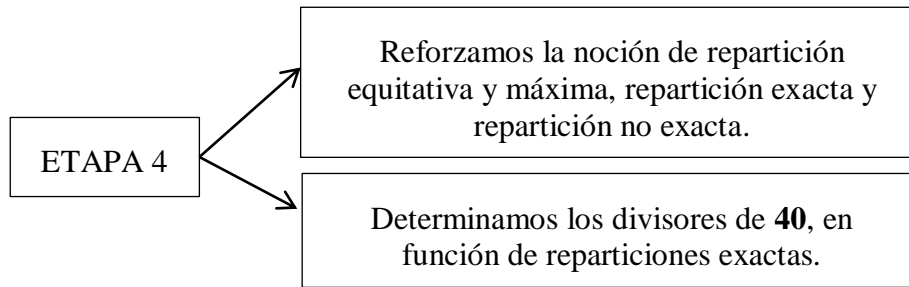 Reforzamos la noción de repartición
equitativa y máxima, repartición exacta y
repartición no exacta.
ETAPA 4
Determinamos los divisores de 40, en
función de reparticiones exactas.